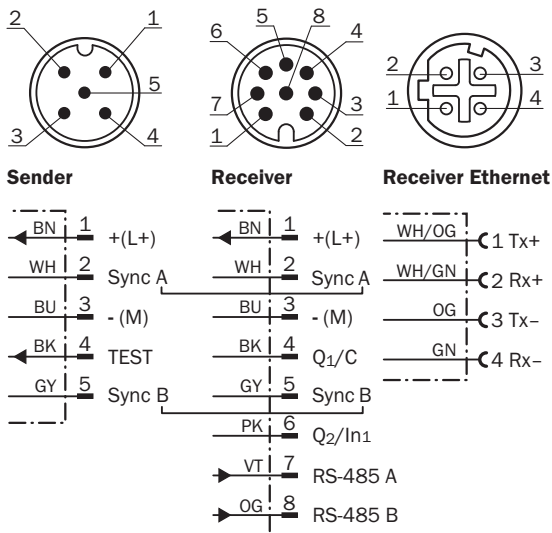 2 1
5
3 4
5 8
6 4
7 3
1 2
2 3
1 4
Sender
BN 1 +(L+)
WH 2 Sync A
BU 3 - (M)
BK 4 TEST
GY 5 Sync B
Receiver
BN 1 +(L+)
WH 2 Sync A
BU 3 - (M)
BK 4 Q1/C
GY 5 Sync B
PK 6 Q2/In1
VT 7 RS-485 A
OG 8 RS-485 B
Receiver Ethernet
WH/OG 1 Tx+
WH/GN 2 Rx+
OG 3 Tx–
GN 4 Rx–